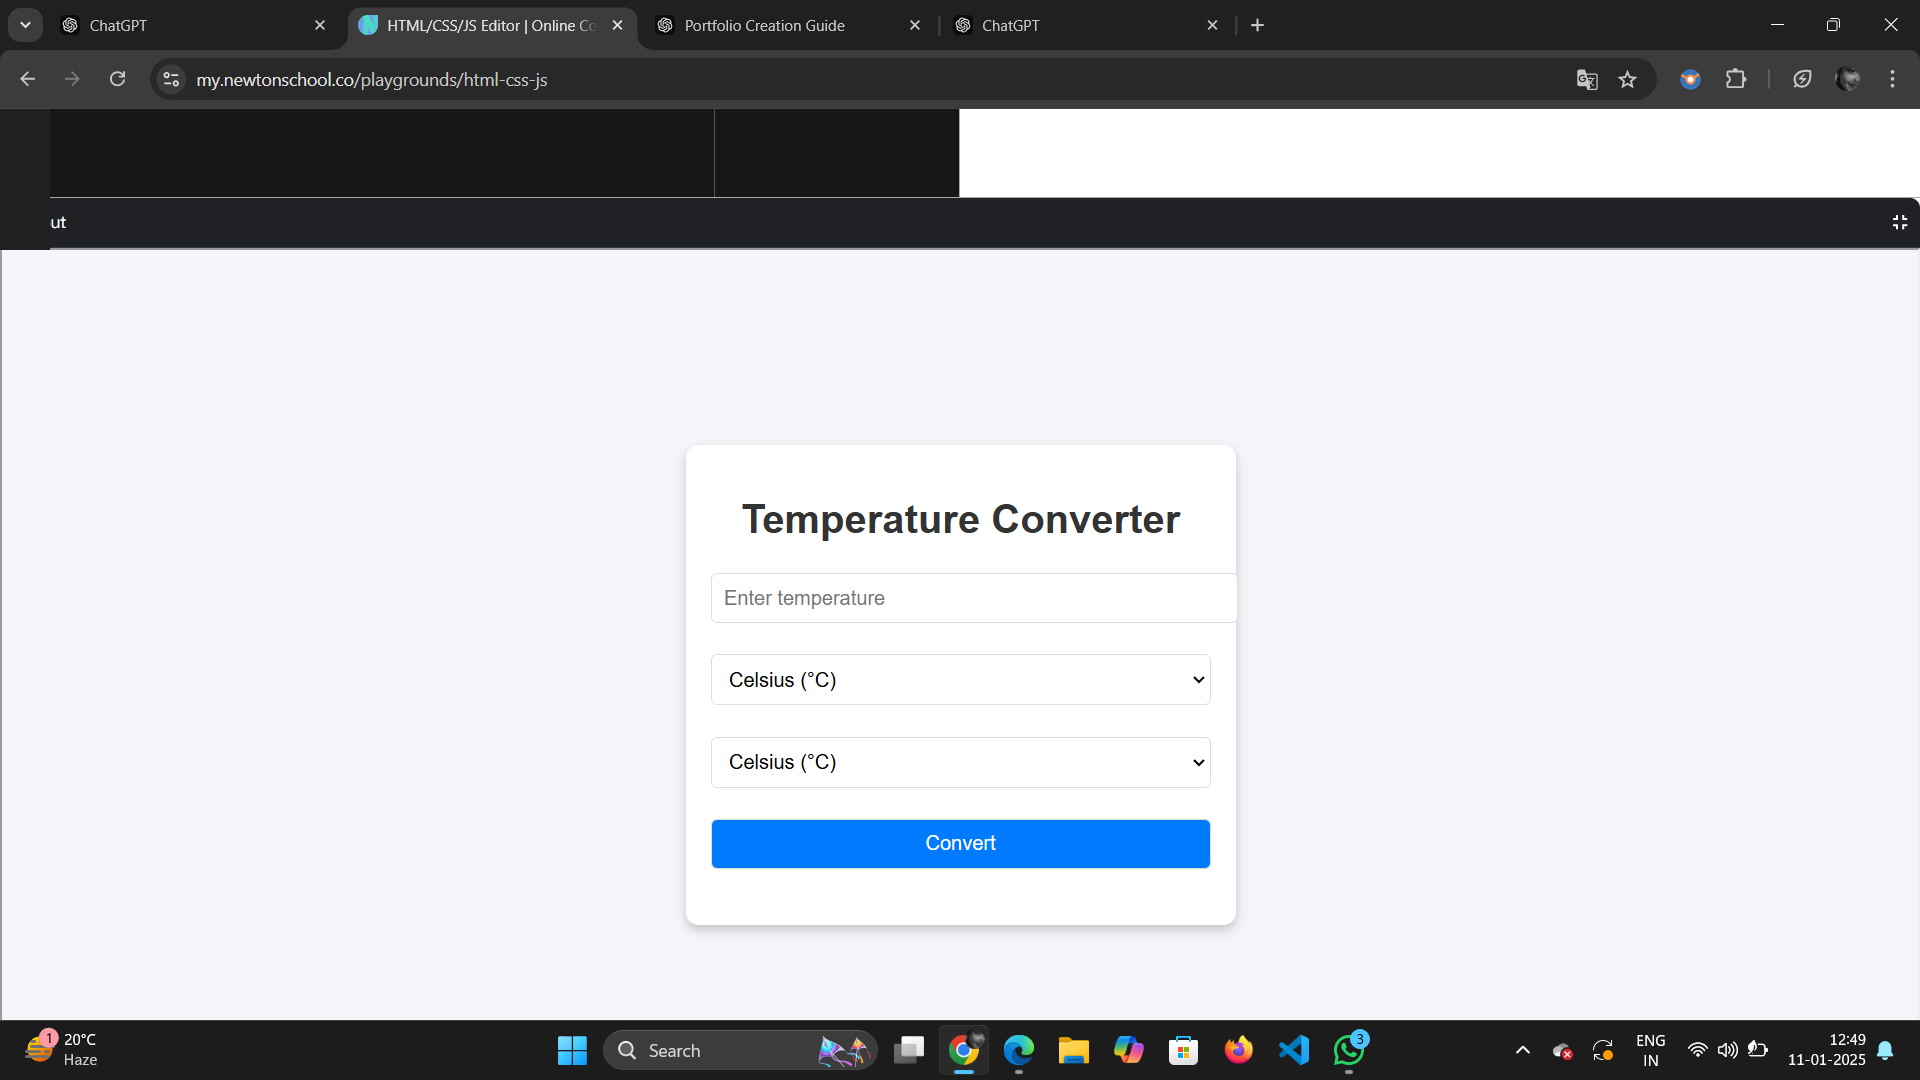 ChatGPT
HTML/CSS/JS Editor | Online Co
Portfolio Creation Guide
ChatGPT
my.newtonschool.co/playgrounds/html-css-js
ut
Temperature Converter
Enter temperature
Celsius (°C)
Celsius (°C)
Convert
1
20°C
Haze
Search
3
ENG
IN
12:49
11-01-2025